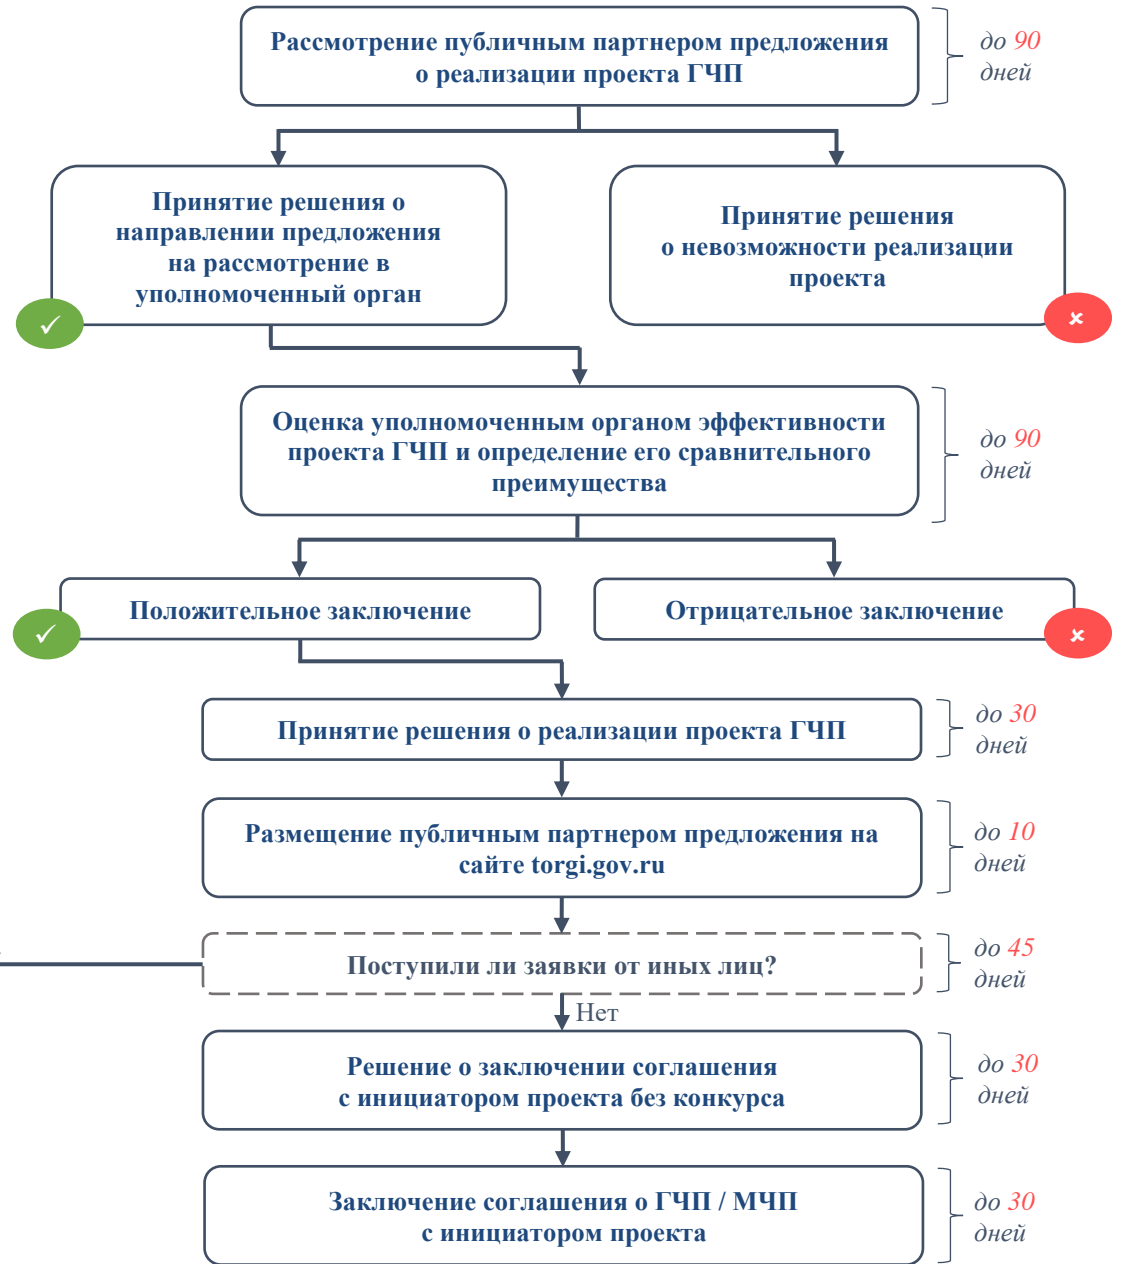 Рассмотрение публичным партнером предложения
о реализации проекта ГЧП
до 90
дней
Принятие решения о
направлении предложения
на рассмотрение в
уполномоченный орган
Принятие решения
о невозможности реализации
проекта
Оценка уполномоченным органом эффективности
проекта ГЧП и определение его сравнительного
преимущества
до 90
дней
Положительное заключение
Отрицательное заключение
Принятие решения о реализации проекта ГЧП
до 30
дней
Размещение публичным партнером предложения на
сайте torgi.gov.ru
до 10
дней
Поступили ли заявки от иных лиц?
до 45
дней
Нет
Решение о заключении соглашения
с инициатором проекта без конкурса
до 30
дней
Заключение соглашения о ГЧП / МЧП
с инициатором проекта
до 30
дней